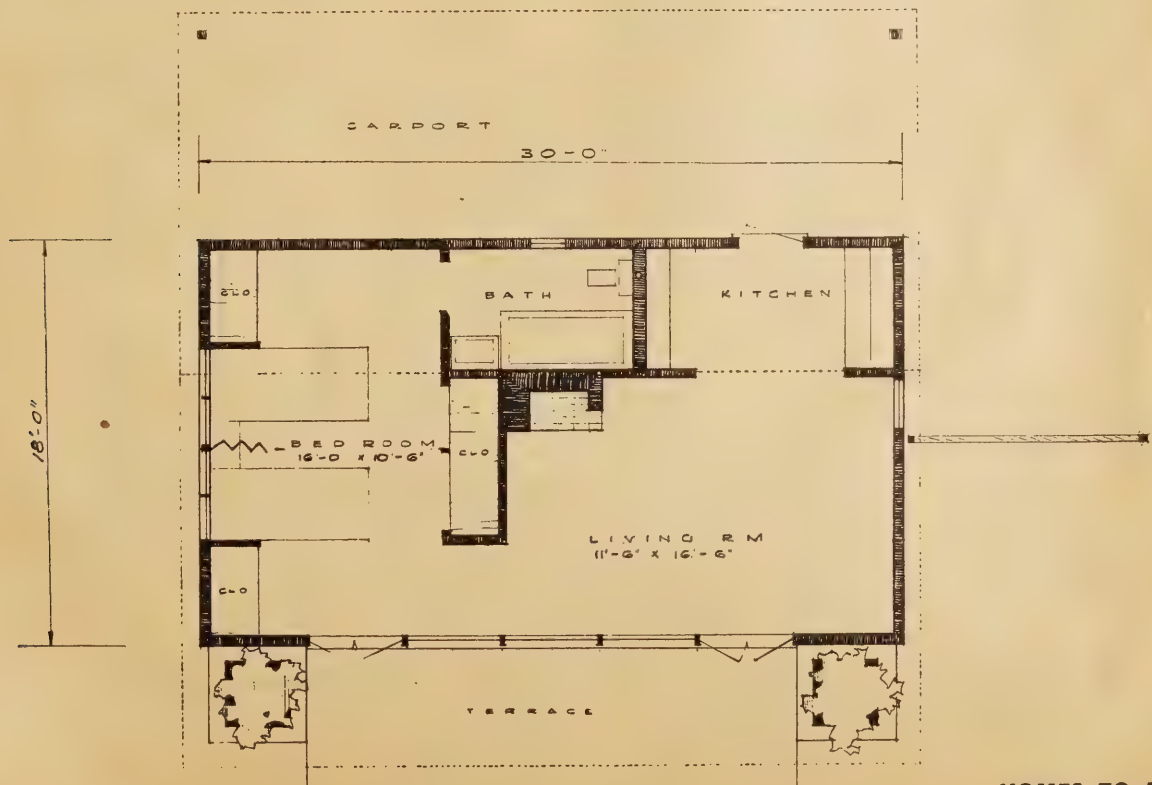 CARPORT
30-0"
CLO
BATH
KITCHEN
18'-0"
BED ROOM
16-0 x 10'-6"
CLO
LIVING RM
11'-6" x 16'-6"
CLO
TERRACE
HOMES TO